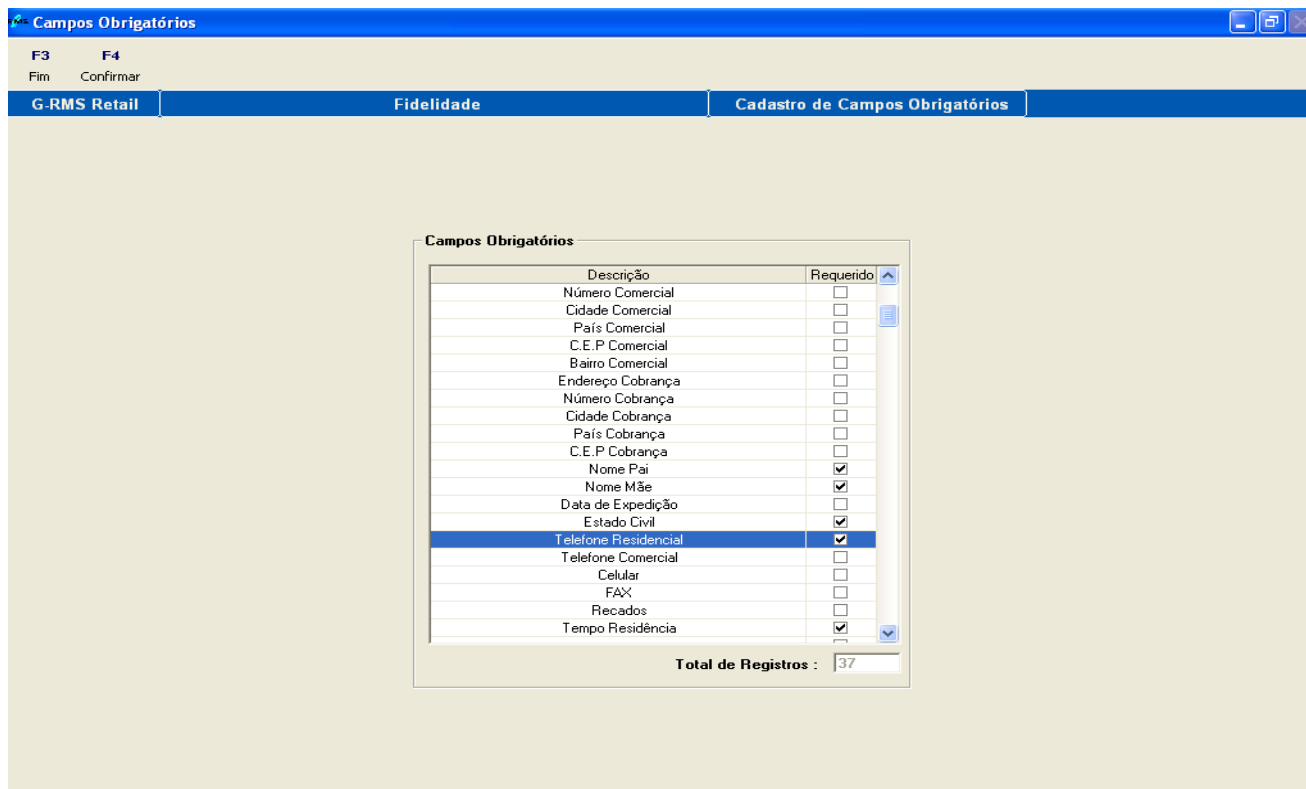 RMS Campos Obrigatórios
F3 F4
Fim Confirmar
G-RMS Retail Fidelidade Cadastro de Campos Obrigatórios
Campos Obrigatórios
Descrição Requerido
Número Comercial
Cidade Comercial
País Comercial
C.E.P Comercial
Bairro Comercial
Endereço Cobrança
Número Cobrança
Cidade Cobrança
País Cobrança
C.E.P Cobrança
Nome Pai
Nome Mãe
Data de Expedição
Estado Civil
Telefone Residencial
Telefone Comercial
Celular
FAX
Recados
Tempo Residência
Total de Registros : 37